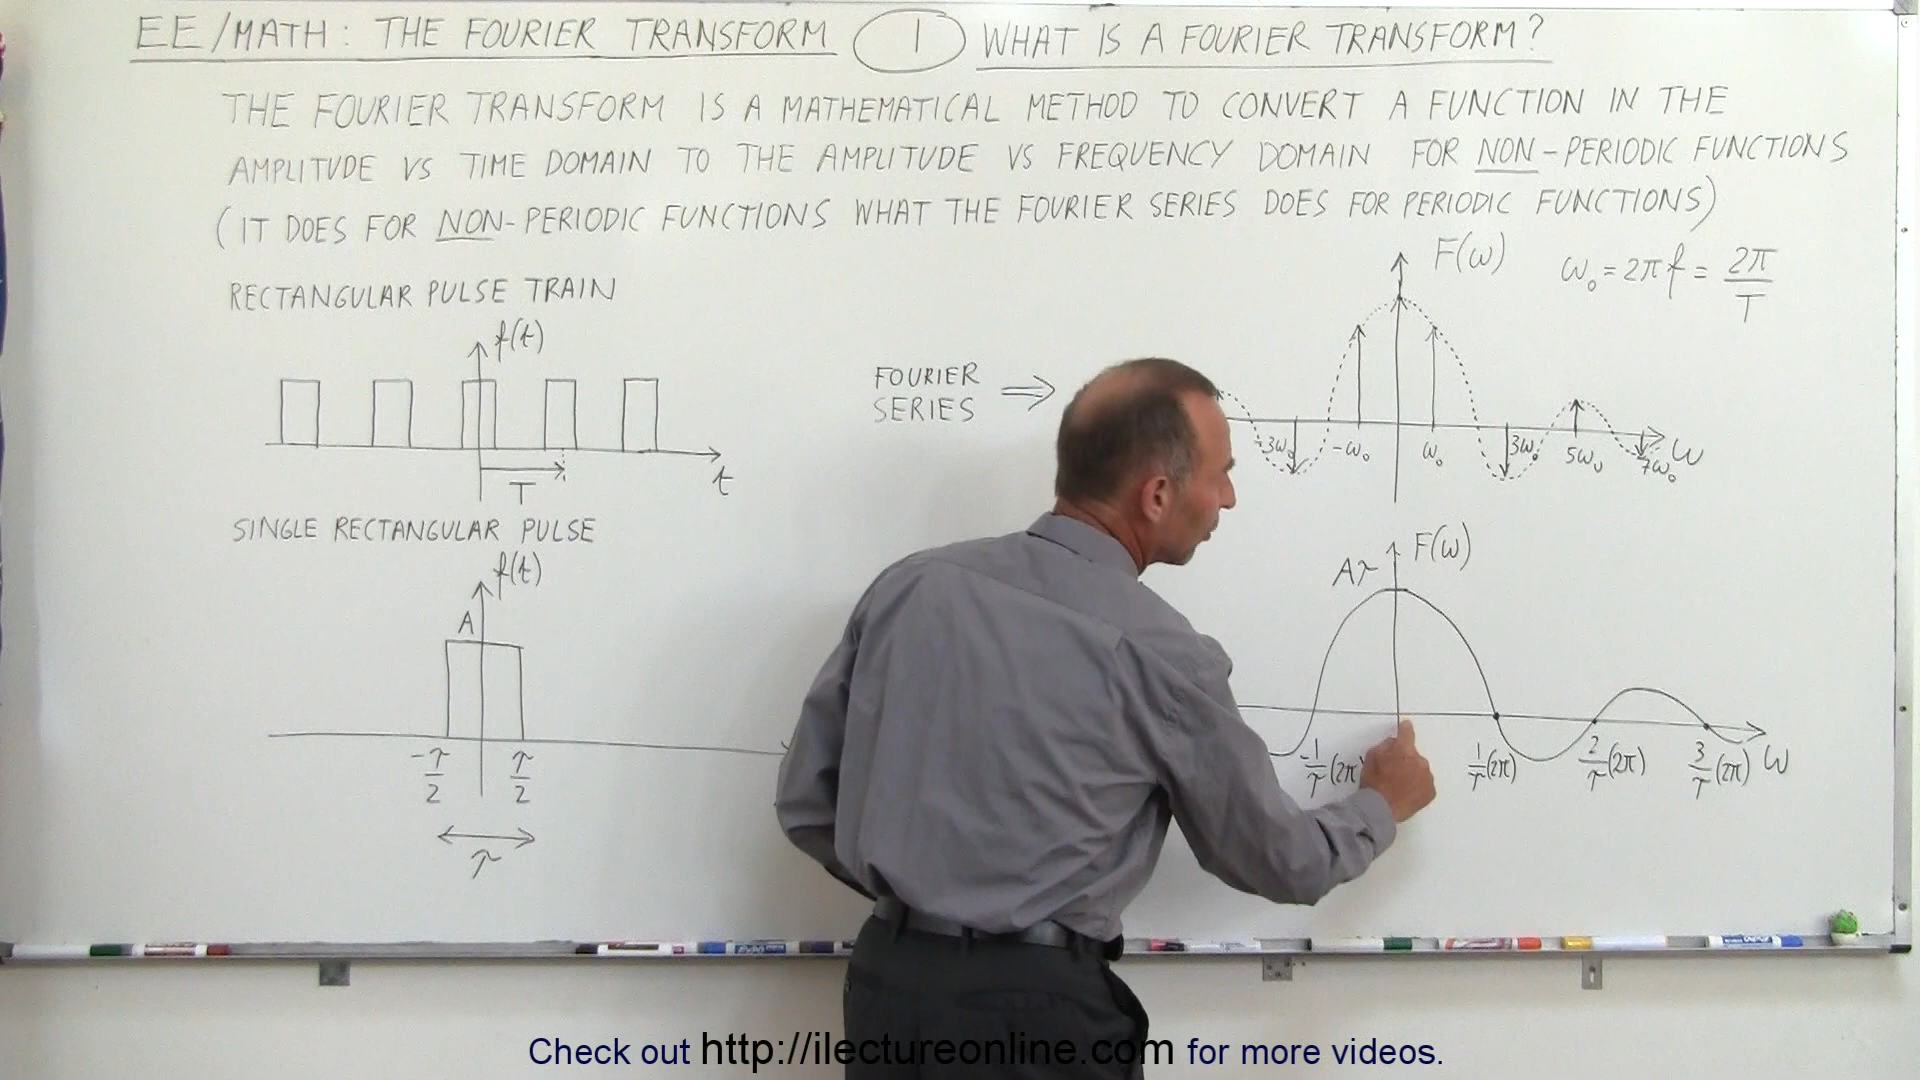 EE/MATH: THE FOURIER TRANSFORM 1 WHAT IS A FOURIER TRANSFORM?
THE FOURIER TRANSFORM IS A MATHEMATICAL METHOD TO CONVERT A FUNCTION IN THE
AMPLITUDE VS TIME DOMAIN TO THE AMPLITUDE VS FREQUENCY DOMAIN FOR NON-PERIODIC FUNCTIONS
(IT DOES FOR NON-PERIODIC FUNCTIONS WHAT THE FOURIER SERIES DOES FOR PERIODIC FUNCTIONS)
RECTANGULAR PULSE TRAIN
f(t)
T
t
FOURIER
SERIES ⇒
F(ω)
ω₀ = 2πf = 2π/T
-3ω₀ -ω₀ ω₀ 3ω₀ 5ω₀ 7ω₀ ω
SINGLE RECTANGULAR PULSE
f(t)
A
-τ/2 τ/2
τ
F(ω)
Aτ
-1/τ(2π) 1/τ(2π) 2/τ(2π) 3/τ(2π) ω
Check out http://ilectureonline.com for more videos.